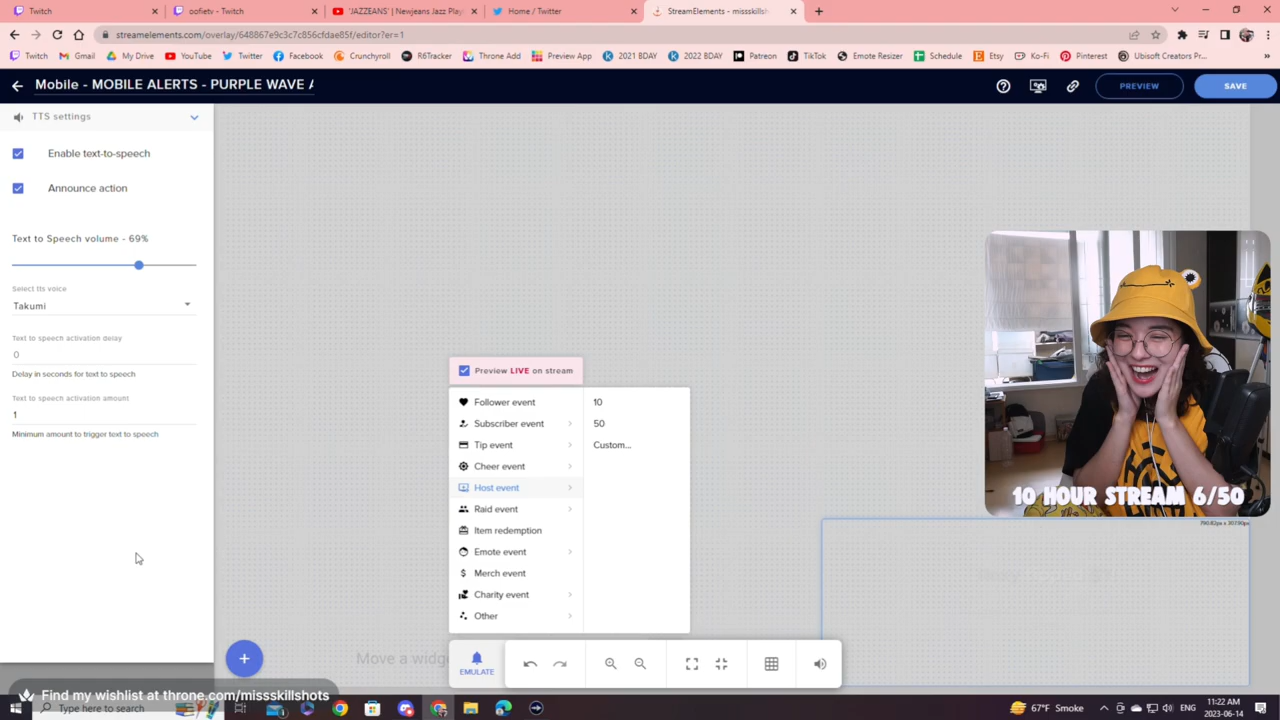 Twitch
oofietv - Twitch
'JAZZEANS' | Newjeans Jazz Play
Home / Twitter
StreamElements - missskillsh
streamelements.com/overlay/648867e9c3c7c856cfdae85f/editor?er=1
Twitch
Gmail
My Drive
YouTube
Twitter
Facebook
Crunchyroll
R6Tracker
Throne Add
Preview App
2021 BDAY
2022 BDAY
Patreon
TikTok
Emote Resizer
Schedule
Etsy
Ko-Fi
Pinterest
Ubisoft Creators Pr...
Mobile - MOBILE ALERTS - PURPLE WAVE A
PREVIEW
SAVE
TTS settings
Enable text-to-speech
Announce action
Text to Speech volume - 69%
Select tts voice
Takumi
Text to speech activation delay
0
Delay in seconds for text to speech
Text to speech activation amount
1
Minimum amount to trigger text to speech
Preview LIVE on stream
Follower event
Subscriber event
Tip event
Cheer event
Host event
Raid event
Item redemption
Emote event
Merch event
Charity event
Other
10
50
Custom...
10 HOUR STREAM 6/50
Move a widg
EMULATE
Find my wishlist at throne.com/missskillshots
Type here to search
67°F Smoke
ENG
11:22 AM
2023-06-14